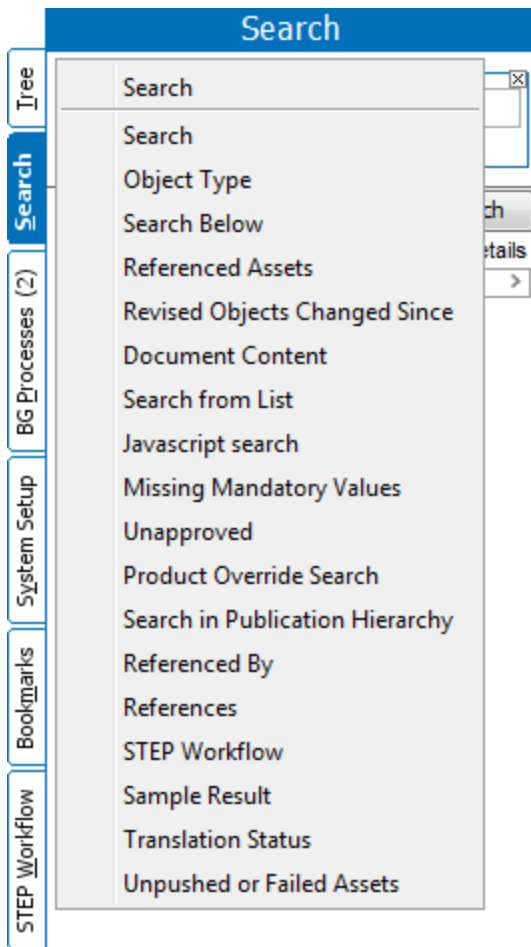 Search
Tree
Search
BG Processes (2)
System Setup
Bookmarks
STEP Workflow
Search
Search
Object Type
Search Below
Referenced Assets
Revised Objects Changed Since
Document Content
Search from List
Javascript search
Missing Mandatory Values
Unapproved
Product Override Search
Search in Publication Hierarchy
Referenced By
References
STEP Workflow
Sample Result
Translation Status
Unpushed or Failed Assets